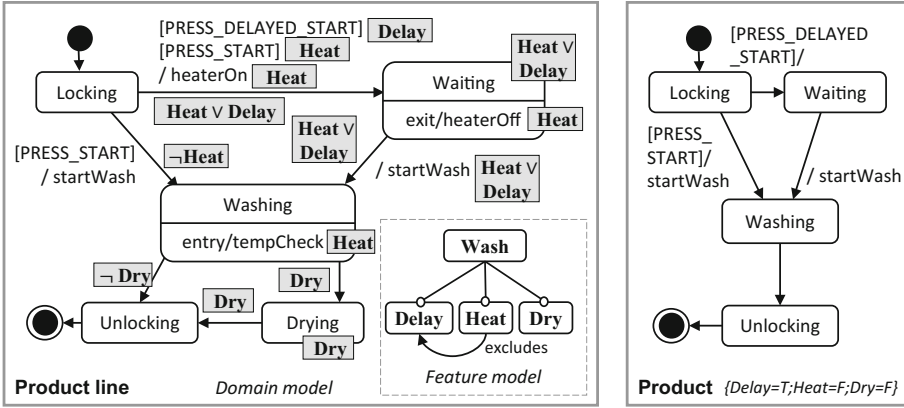 [PRESS_DELAYED_START] Delay
[PRESS_START] Heat
/ heaterOn Heat
Heat ∨
Delay
Locking
Waiting
exit/heaterOff Heat
Heat ∨ Delay
Heat ∨
Delay
[PRESS_START]
/ startWash
¬Heat
/ startWash Heat ∨
Delay
Washing
entry/tempCheck Heat
¬ Dry
Dry
Unlocking
Dry
Drying
Dry
Wash
Delay Heat Dry
excludes
Feature model
Product line
Domain model
[PRESS_DELAYED
_START]/
Locking
Waiting
[PRESS_
START]/
startWash
/ startWash
Washing
Unlocking
Product {Delay=T;Heat=F;Dry=F}